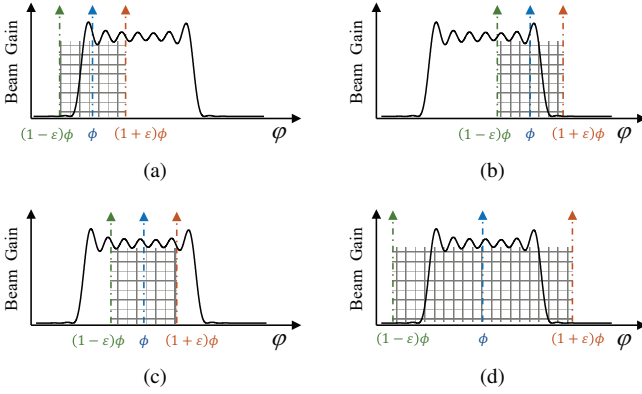 Beam Gain
(1−ε)ϕ ϕ (1+ε)ϕ φ
(a)
Beam Gain
(1−ε)ϕ ϕ (1+ε)ϕ φ
(b)
Beam Gain
(1−ε)ϕ ϕ (1+ε)ϕ φ
(c)
Beam Gain
(1−ε)ϕ ϕ (1+ε)ϕ φ
(d)